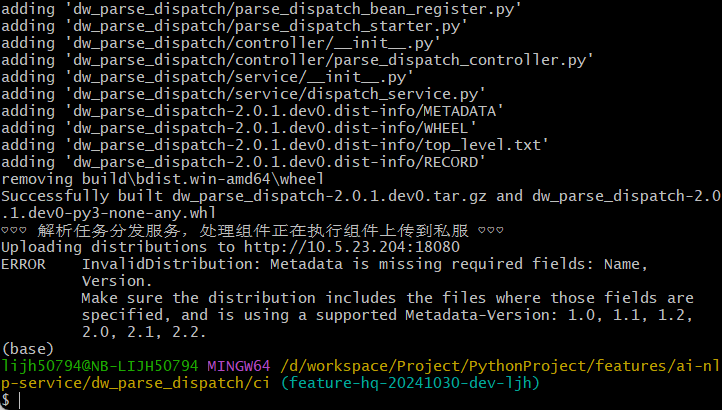 adding 'dw_parse_dispatch/parse_dispatch_bean_register.py'
adding 'dw_parse_dispatch/parse_dispatch_starter.py'
adding 'dw_parse_dispatch/controller/__init__.py'
adding 'dw_parse_dispatch/controller/parse_dispatch_controller.py'
adding 'dw_parse_dispatch/service/__init__.py'
adding 'dw_parse_dispatch/service/dispatch_service.py'
adding 'dw_parse_dispatch-2.0.1.dev0.dist-info/METADATA'
adding 'dw_parse_dispatch-2.0.1.dev0.dist-info/WHEEL'
adding 'dw_parse_dispatch-2.0.1.dev0.dist-info/top_level.txt'
adding 'dw_parse_dispatch-2.0.1.dev0.dist-info/RECORD'
removing build\bdist.win-amd64\wheel
Successfully built dw_parse_dispatch-2.0.1.dev0.tar.gz and dw_parse_dispatch-2.0
.1.dev0-py3-none-any.whl
♡♡♡ 解析任务分发服务，处理组件正在执行组件上传到私服 ♡♡♡
Uploading distributions to http://10.5.23.204:18080
ERROR    InvalidDistribution: Metadata is missing required fields: Name,
         Version.
         Make sure the distribution includes the files where those fields are
         specified, and is using a supported Metadata-Version: 1.0, 1.1, 1.2,
         2.0, 2.1, 2.2.
(base)
lijh50794@NB-LIJH50794 MINGW64 /d/workspace/Project/PythonProject/features/ai-nl
p-service/dw_parse_dispatch/ci (feature-hq-20241030-dev-ljh)
$